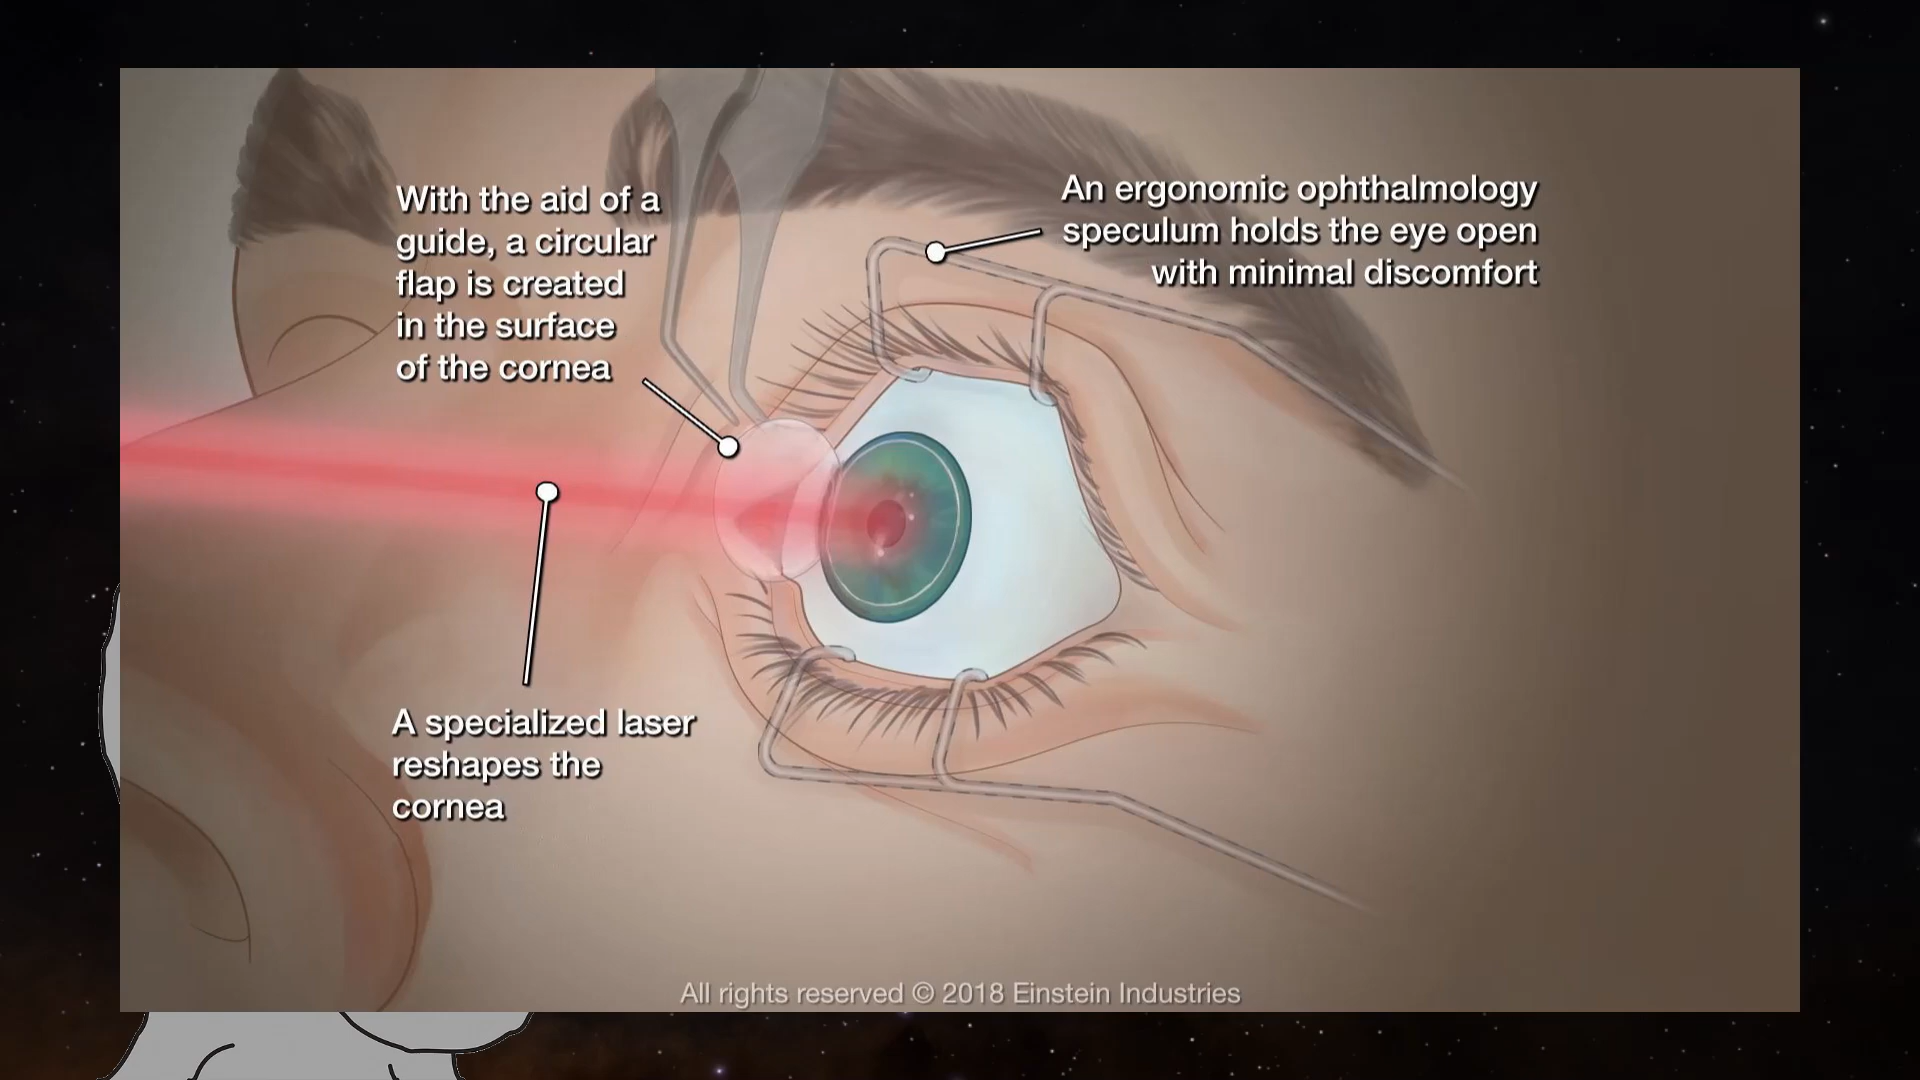 With the aid of a
guide, a circular
flap is created
in the surface
of the cornea
An ergonomic ophthalmology
speculum holds the eye open
with minimal discomfort
A specialized laser
reshapes the
cornea
All rights reserved © 2018 Einstein Industries